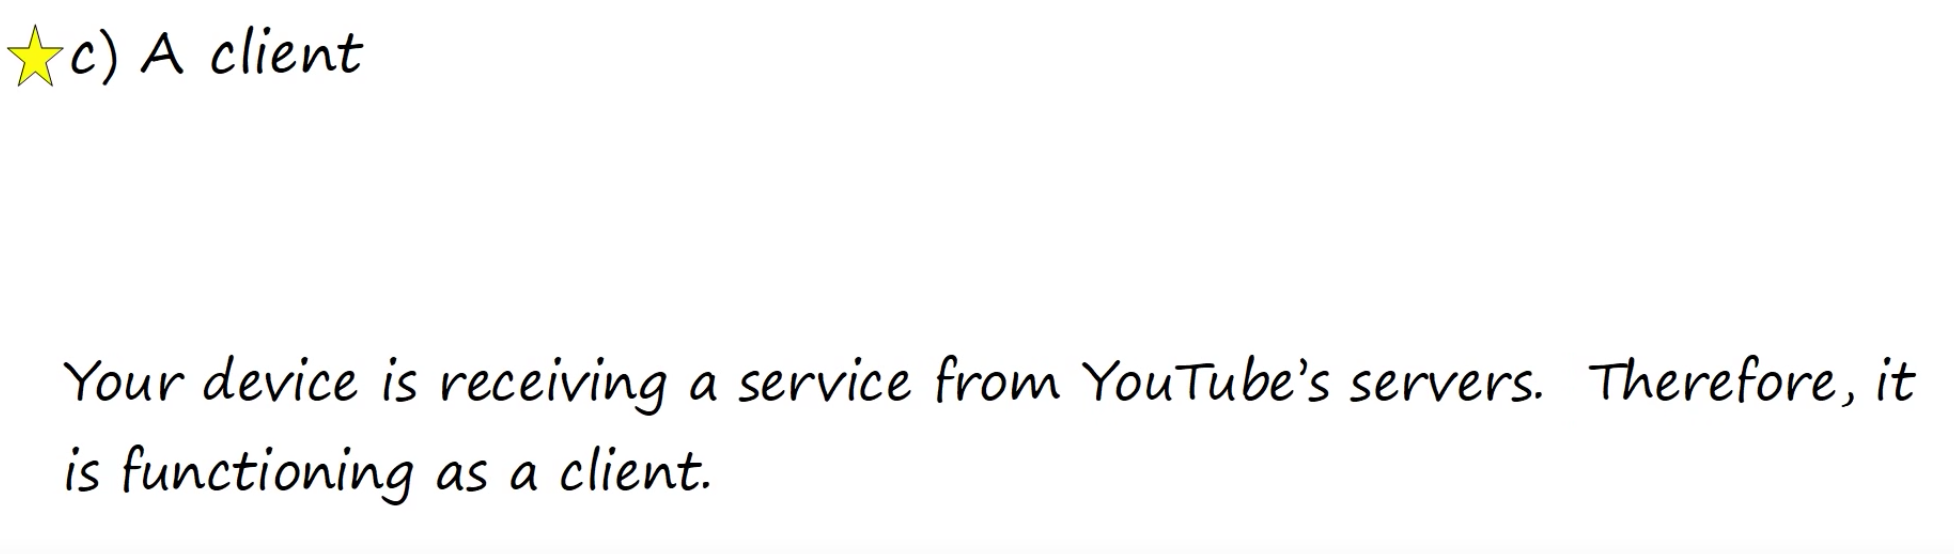 c) A client
Your device is receiving a service from YouTube’s servers.  Therefore, it
is functioning as a client.